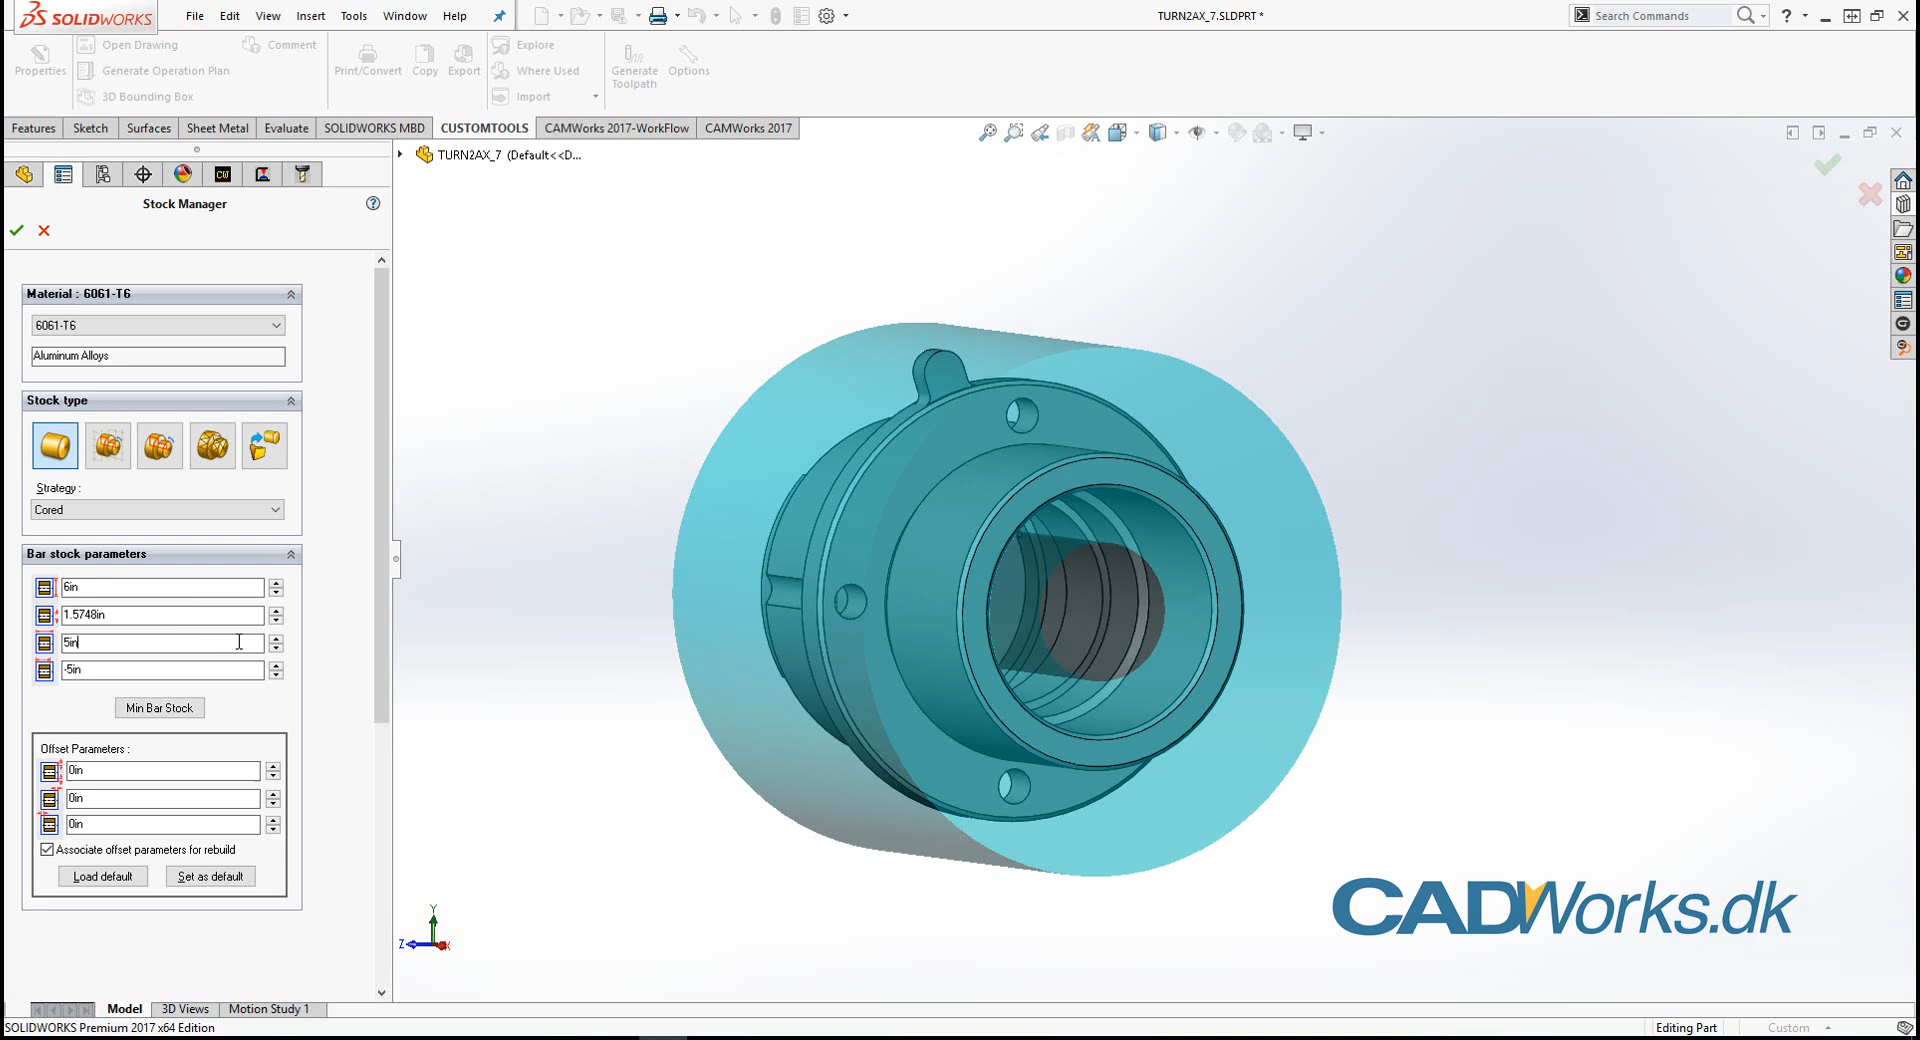 SOLIDWORKS File Edit View Insert Tools Window Help TURN2AX_7.SLDPRT * Search Commands ?
Properties Open Drawing Comment Print/Convert Copy Export Explore Generate Toolpath Options
Generate Operation Plan Where Used
3D Bounding Box Import
Features Sketch Surfaces Sheet Metal Evaluate SOLIDWORKS MBD CUSTOMTOOLS CAMWorks 2017-WorkFlow CAMWorks 2017
TURN2AX_7 (Default<<D...
CW
Stock Manager ?
Material : 6061-T6
6061-T6
Aluminum Alloys
Stock type
Strategy :
Cored
Bar stock parameters
6in
1.5748in
5in
-5in
Min Bar Stock
Offset Parameters :
0in
0in
0in
Associate offset parameters for rebuild
Load default Set as default
Y
Z X
CADWorks.dk
Model 3D Views Motion Study 1
SOLIDWORKS Premium 2017 x64 Edition Editing Part Custom